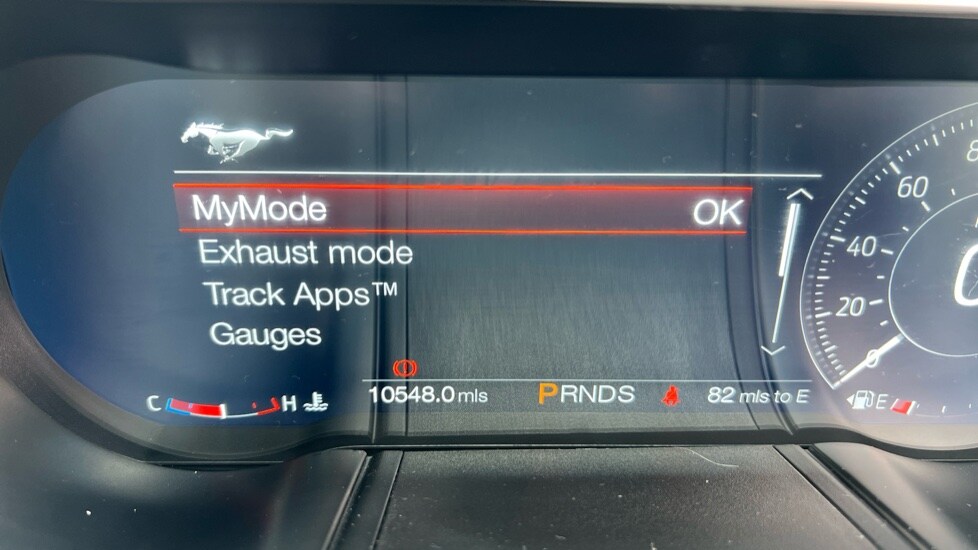 MyMode OK
Exhaust mode
Track Apps™
Gauges
10548.0 mls PRNDS 82 mls to E
C H
E
0
20
40
60